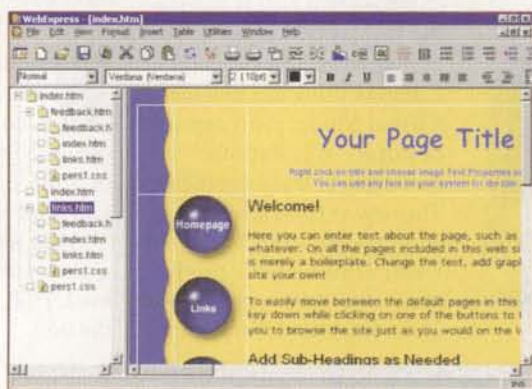 WebExpress - [index.htm]
File Edit View Format Insert Table Utilities Window Help
Normal Verdana (Verdana) 2 (10pt) B I U
index.htm
feedback.htm
feedback.h
index.htm
links.htm
perst.css
index.htm
links.htm
feedback.h
index.htm
links.htm
perst.css
perst.css
Your Page Title
Right click on title and choose Image Text Properties
You can use any font on your system for the
Homepage
Links
Welcome!
Here you can enter text about the page, such as
whatever. On all the pages included in this web si
is merely a boilerplate. Change the text, add grap
site your own!
To easily move between the default pages in this
key down while clicking on one of the buttons to
you to browse the site just as you would on the
Add Sub-Headings as Needed